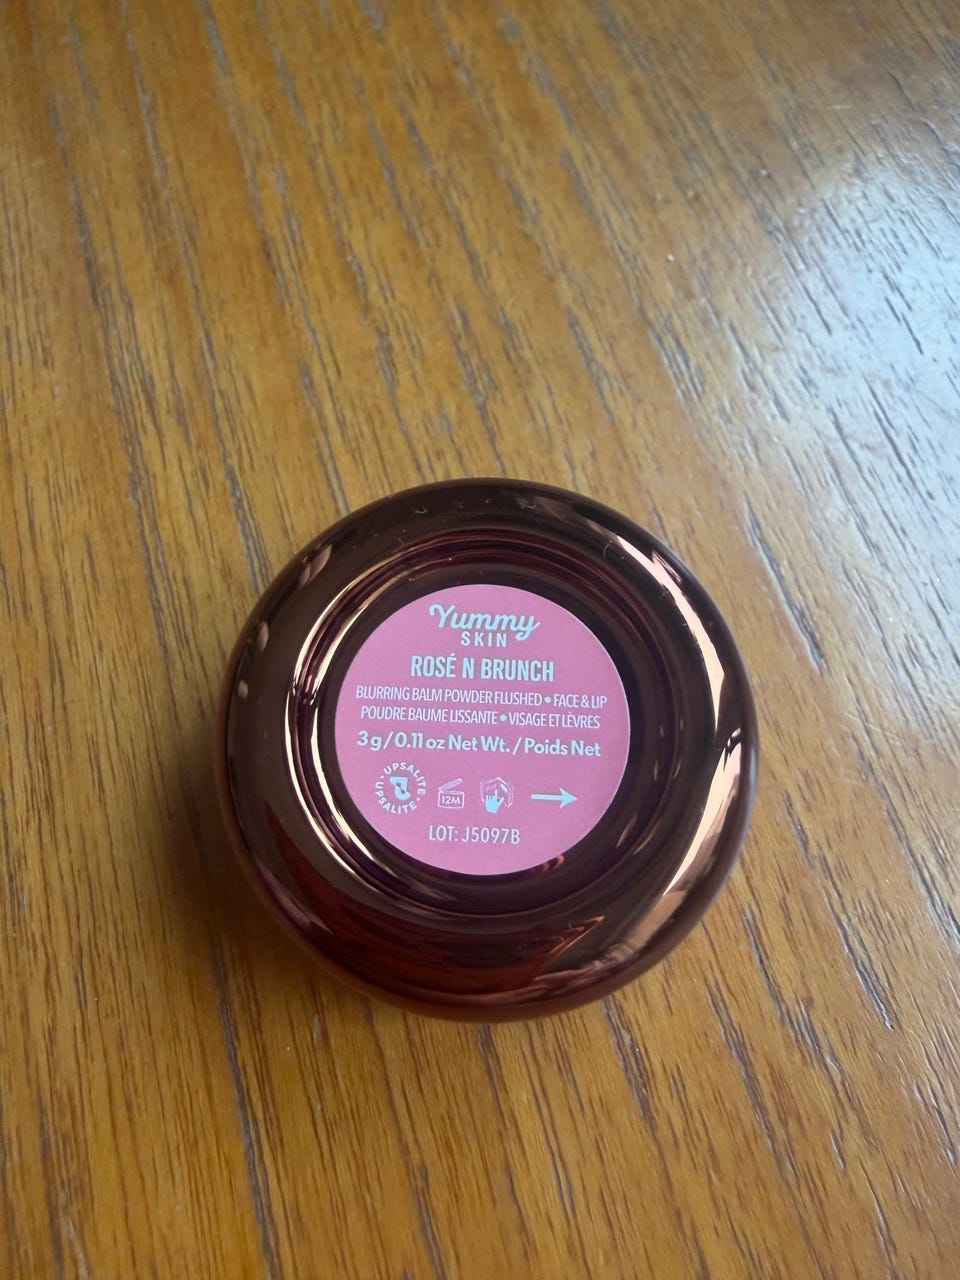 Yummy
SKIN
ROSÉ N BRUNCH
BLURRING BALM POWDER FLUSHED • FACE & LIP
POUDRE BAUME LISSANTE • VISAGE ET LÈVRES
3 g / 0.11 oz Net Wt. / Poids Net
• UPSALITE • UPSALITE
12M
LOT: J5097B